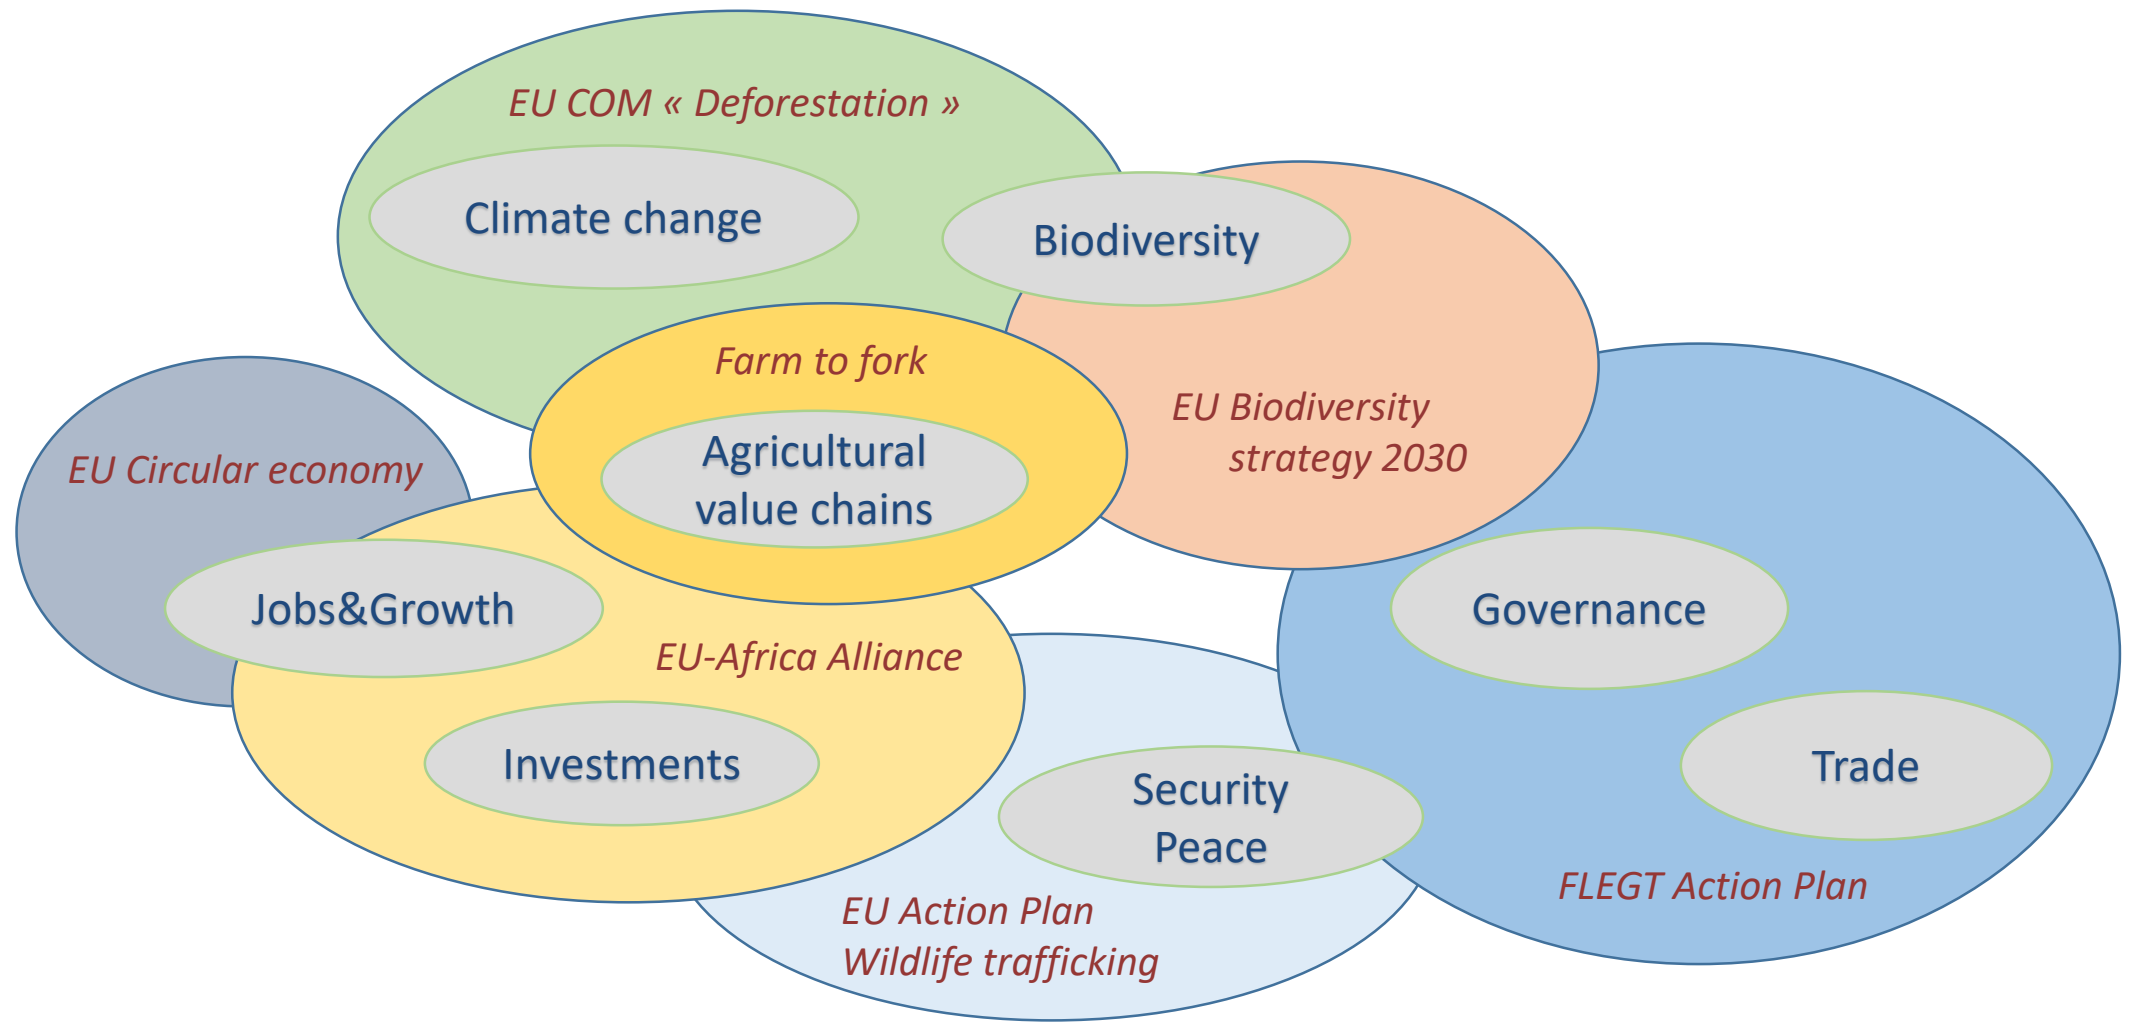 EU COM « Deforestation »
Climate change
Biodiversity
Farm to fork
Agricultural
value chains
EU Biodiversity
strategy 2030
EU Circular economy
Jobs&Growth
EU-Africa Alliance
Investments
Governance
Trade
Security
Peace
FLEGT Action Plan
EU Action Plan
Wildlife trafficking